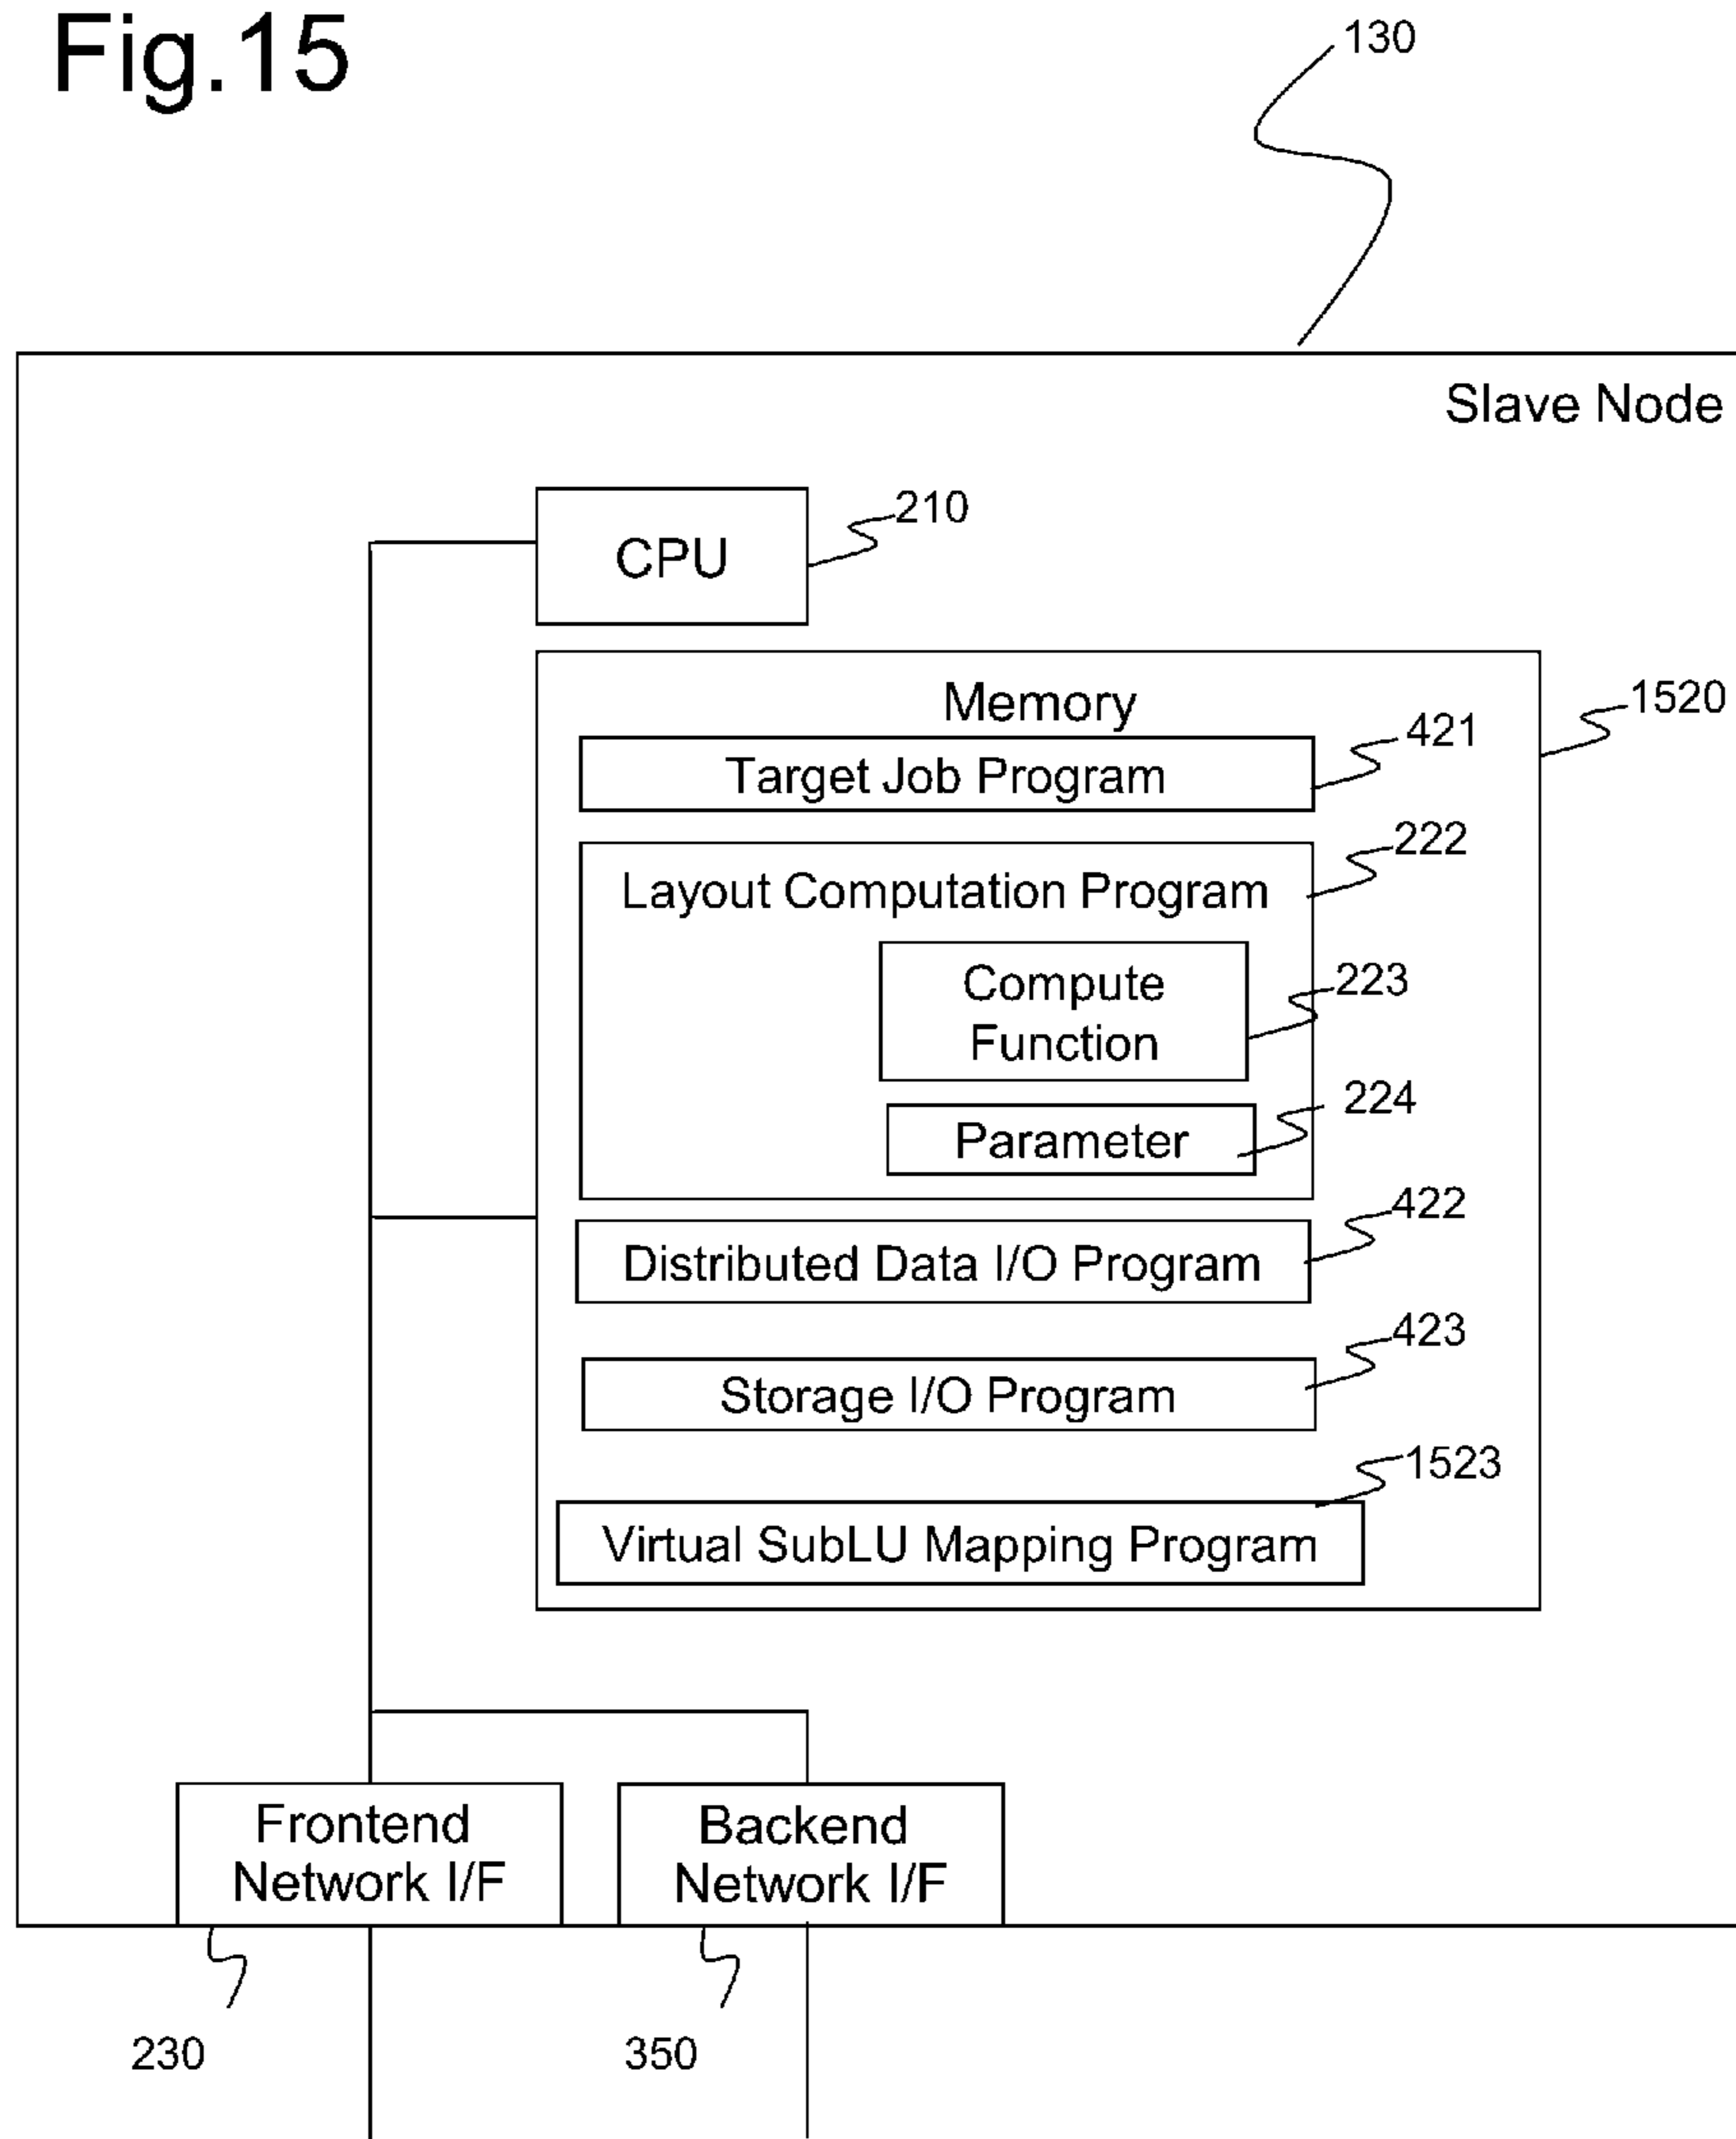 Fig.15
130
Slave Node
CPU
210
Memory
1520
Target Job Program
421
Layout Computation Program
222
Compute
Function
223
Parameter
224
Distributed Data I/O Program
422
Storage I/O Program
423
Virtual SubLU Mapping Program
1523
Frontend
Network I/F
Backend
Network I/F
230
350